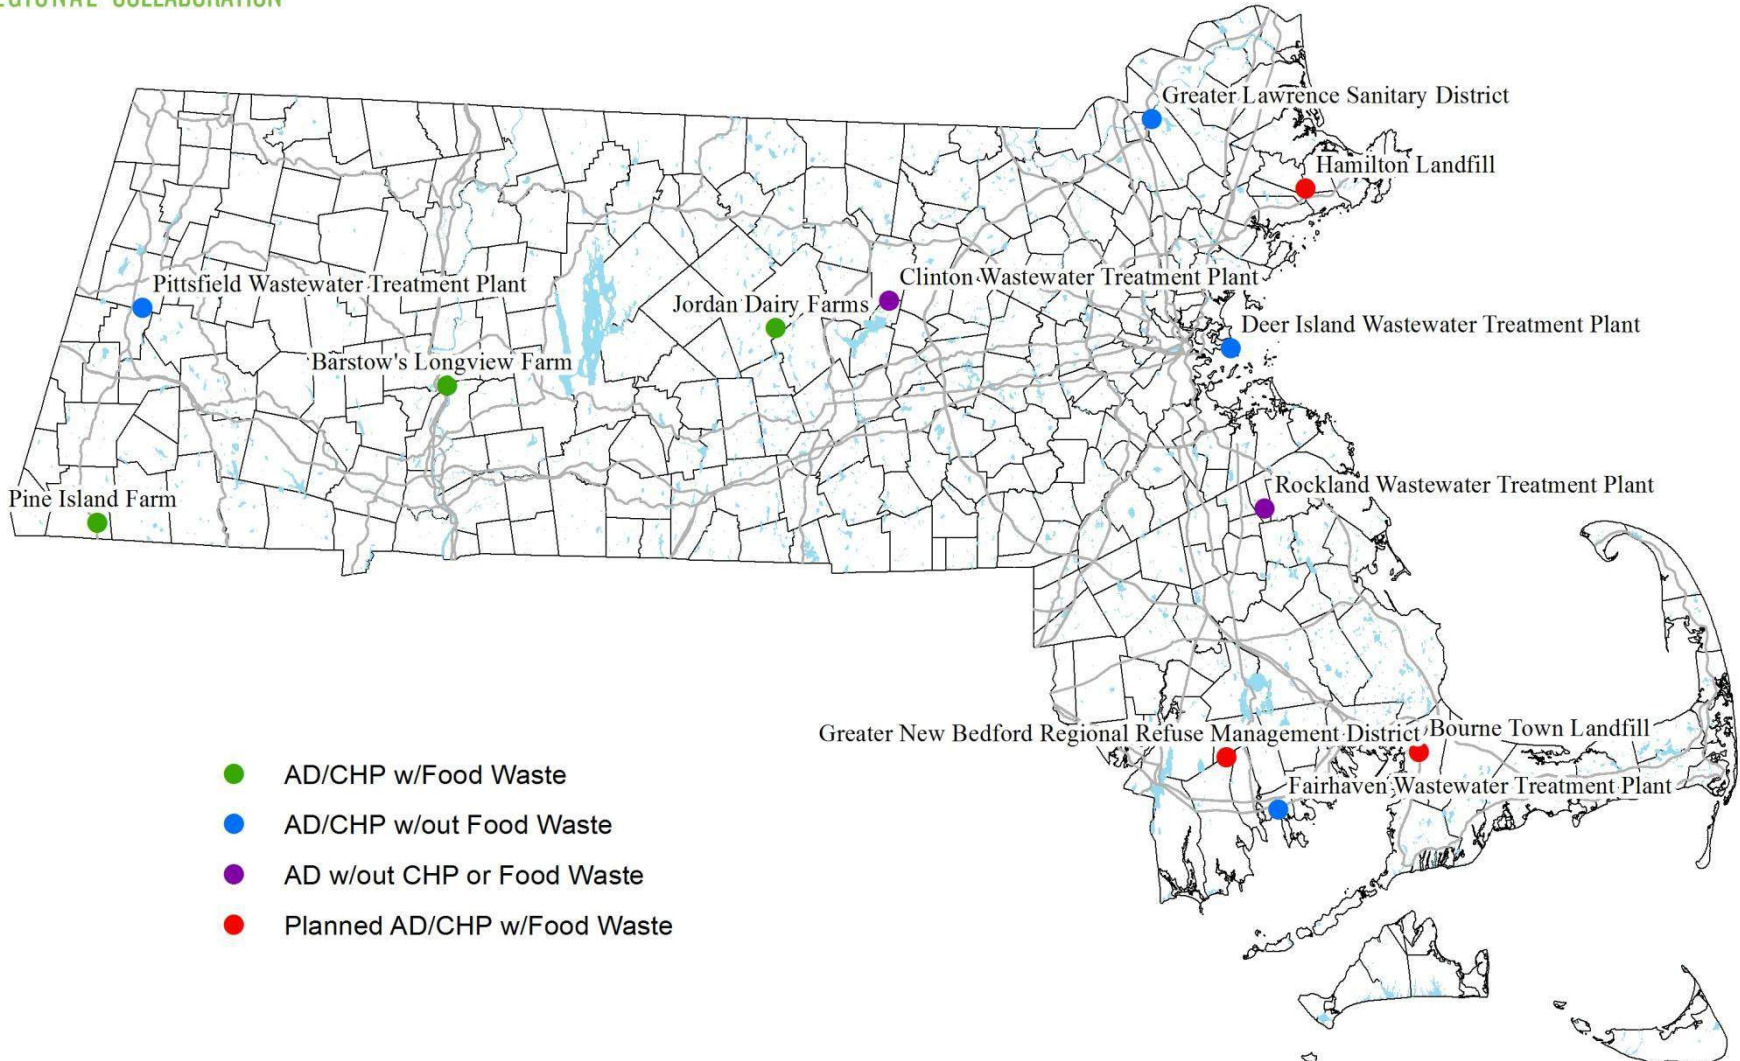 COLLABORATION
Greater Lawrence Sanitary District
Hamilton Landfill
Pittsfield Wastewater Treatment Plant
Clinton Wastewater Treatment Plant
Jordan Dairy Farms
Deer Island Wastewater Treatment Plant
Barstow's Longview Farm
Pine Island Farm
Rockland Wastewater Treatment Plant
Greater New Bedford Regional Refuse Management District
Bourne Town Landfill
Fairhaven Wastewater Treatment Plant
AD/CHP w/Food Waste
AD/CHP w/out Food Waste
AD w/out CHP or Food Waste
Planned AD/CHP w/Food Waste